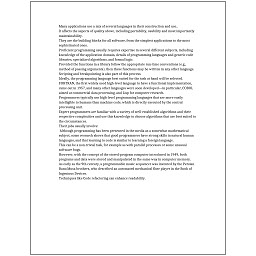 Many applications use a mix of several languages in their construction and use.
It affects the aspects of quality above, including portability, usability and most importantly
maintainability.
They are the building blocks for all software, from the simplest applications to the most
sophisticated ones.
Proficient programming usually requires expertise in several different subjects, including
knowledge of the application domain, details of programming languages and generic code
libraries, specialized algorithms, and formal logic.
Provided the functions in a library follow the appropriate run-time conventions (e.g.,
method of passing arguments), then these functions may be written in any other language.
Scripting and breakpointing is also part of this process.
Ideally, the programming language best suited for the task at hand will be selected.
FORTRAN, the first widely used high-level language to have a functional implementation,
came out in 1957, and many other languages were soon developed—in particular, COBOL
aimed at commercial data processing, and Lisp for computer research.
Programmers typically use high-level programming languages that are more easily
intelligible to humans than machine code, which is directly executed by the central
processing unit.
Expert programmers are familiar with a variety of well-established algorithms and their
respective complexities and use this knowledge to choose algorithms that are best suited to
the circumstances.
Their jobs usually involve:
Although programming has been presented in the media as a somewhat mathematical
subject, some research shows that good programmers have strong skills in natural human
languages, and that learning to code is similar to learning a foreign language.
This can be a non-trivial task, for example as with parallel processes or some unusual
software bugs.
However, with the concept of the stored-program computer introduced in 1949, both
programs and data were stored and manipulated in the same way in computer memory.
As early as the 9th century, a programmable music sequencer was invented by the Persian
Banu Musa brothers, who described an automated mechanical flute player in the Book of
Ingenious Devices.
Techniques like Code refactoring can enhance readability.